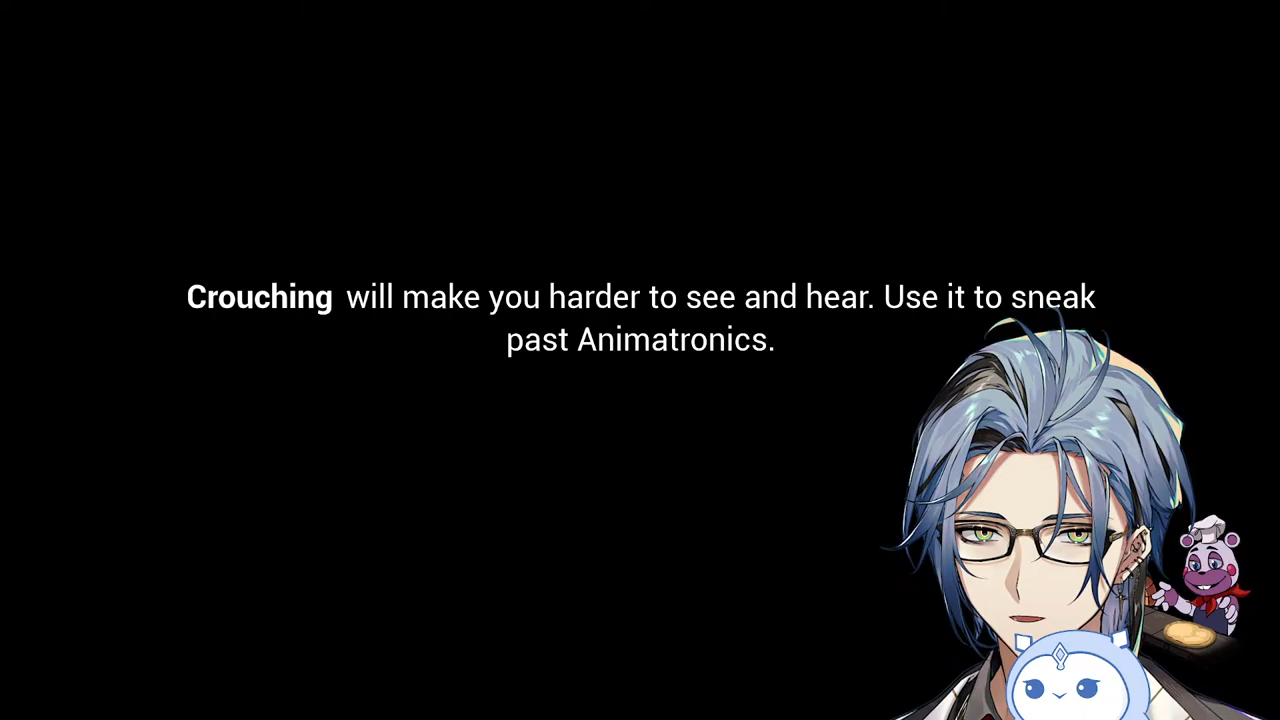 Crouching will make you harder to see and hear. Use it to sneak
past Animatronics.